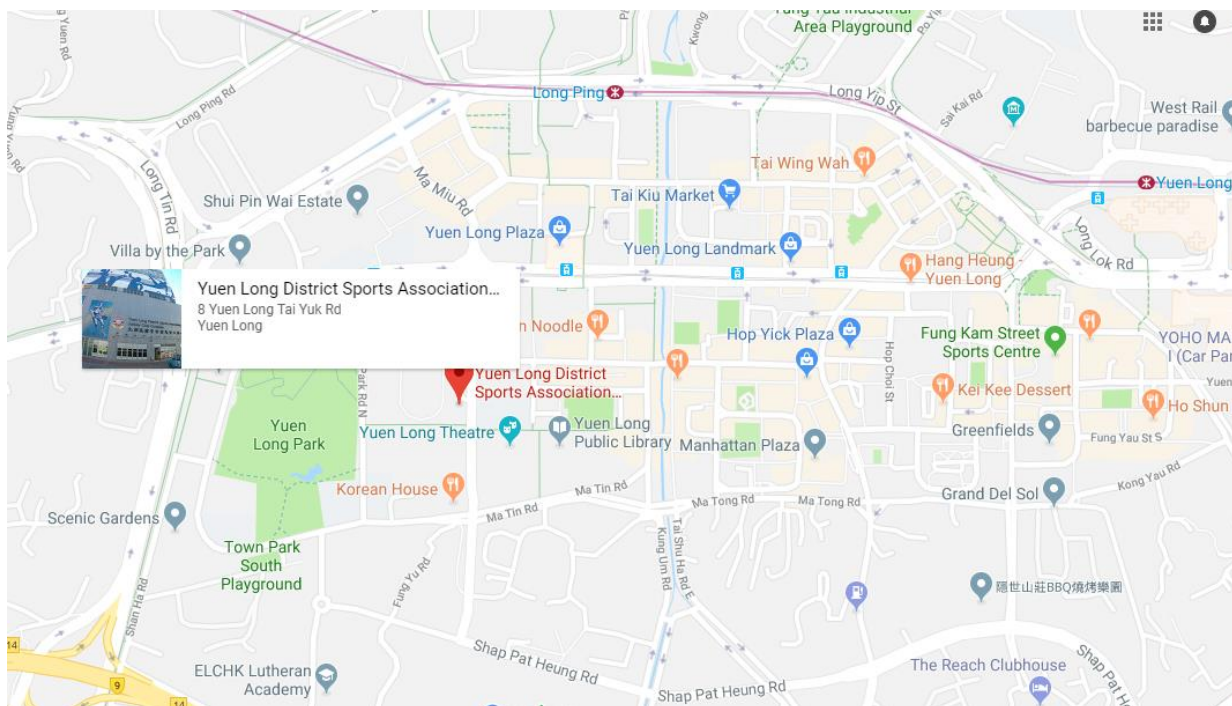 Yuen Rd
Area Playground
Long Ping Rd
Long Ping
Long Yip St
Sai Kai Rd
West Rail
barbecue paradise
Kwong
Long Tin Rd
Ma Miu Rd
Tai Wing Wah
Yuen Long
Shui Pin Wai Estate
Tai Kiu Market
Villa by the Park
Yuen Long Plaza
Yuen Long Landmark
Long Lok Rd
Hang Heung -
Yuen Long
Yuen Long District Sports Association...
8 Yuen Long Tai Yuk Rd
Yuen Long
n Noodle
Hop Yick Plaza
Fung Kam Street
Sports Centre
YOHO MA
I (Car Par
Hop Choi St
Park Rd N
Yuen Long District
Sports Association...
Kei Kee Dessert
Yuen
Ho Shun
Yuen
Long Park
Yuen Long Theatre
Yuen Long
Public Library
Manhattan Plaza
Greenfields
Fung Yau St S
Korean House
Ma Tin Rd
Ma Tong Rd
Ma Tong Rd
Grand Del Sol
Kong Yau Rd
Scenic Gardens
Ma Tin Rd
Town Park
South
Playground
Kung Um Rd
Tai Shu Ha Rd E
Fung Yu Rd
Shan Ha Rd
隱世山莊BBQ燒烤樂園
14
9
14
ELCHK Lutheran
Academy
Shap Pat Heung Rd
Shap Pat Heung Rd
The Reach Clubhouse
Shap Pat
Heung Rd